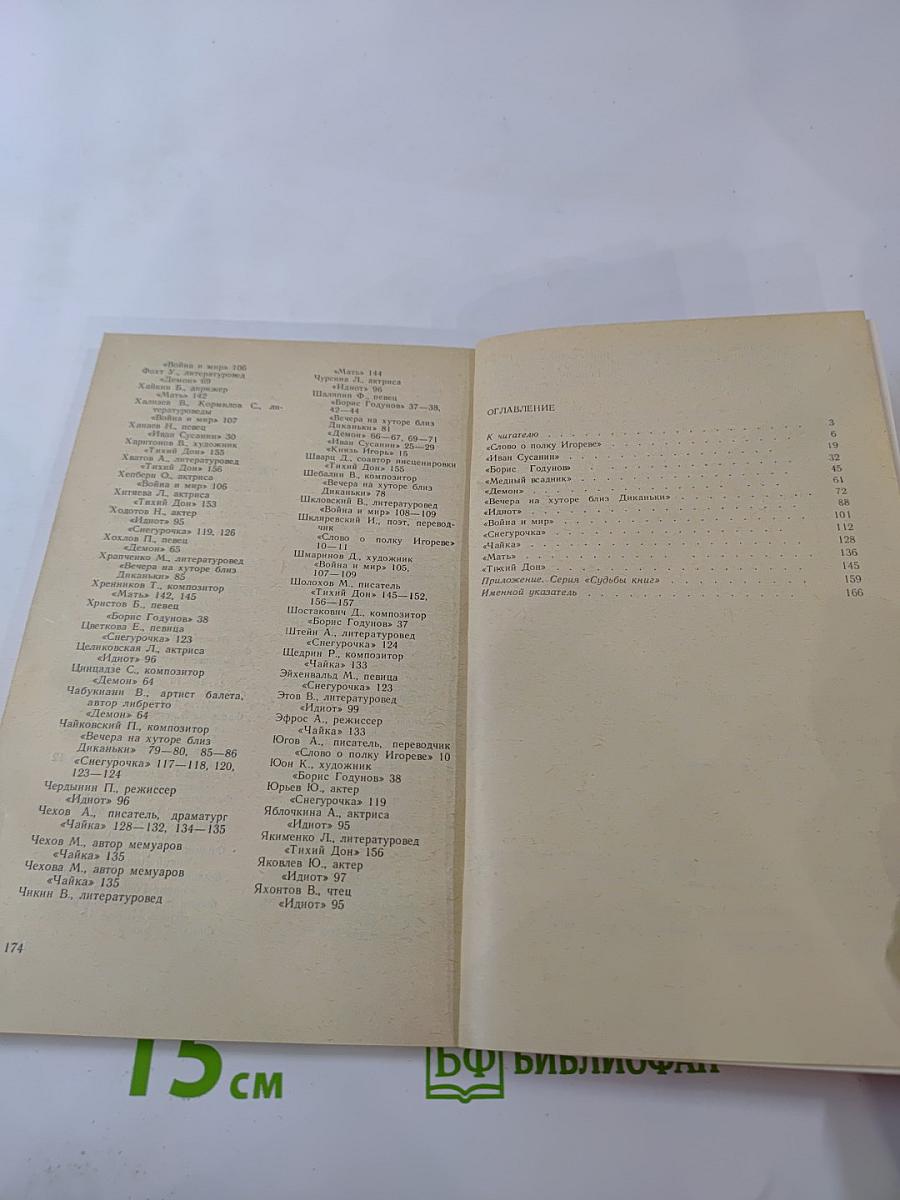 «Война и мир» 106
Фохт У., литературовед
«Демон» 69
Хайкин Б., дирижер
«Мать» 142
Хализев В., Кормилов С., ли-
тературоведы
«Война и мир» 107
Ханаев Н., певец
«Иван Сусанин» 30
Харитонов В., художник
«Тихий Дон» 155
Хватов А., литературовед
«Тихий Дон» 156
Хепберн О., актриса
«Война и мир» 106
Хитяева Л., актриса
«Тихий Дон» 153
Ходотов Н., актер
«Идиот» 95
«Снегурочка» 119, 126
Хохлов П., певец
«Демон» 65
Храпченко М., литературовед
«Вечера на хуторе близ
Диканьки» 85
Хренников Т., композитор
«Мать» 142, 145
Христов Б., певец
«Борис Годунов» 38
Цветкова Е., певица
«Снегурочка» 123
Целиковская Л., актриса
«Идиот» 96
Цинцадзе С., композитор
«Демон» 64
Чабукиани В., артист балета,
автор либретто
«Демон» 64
Чайковский П., композитор
«Вечера на хуторе близ
Диканьки» 79—80, 85—86
«Снегурочка» 117—118, 120,
123—124
Чердынин П., режиссер
«Идиот» 96
Чехов А., писатель, драматург
«Чайка» 128—132, 134—135
Чехов М., автор мемуаров
«Чайка» 135
Чехова М., автор мемуаров
«Чайка» 135
Чикин В., литературовед
«Мать» 144
Чурсина Л., актриса
«Идиот» 96
Шаляпин Ф., певец
«Борис Годунов» 37—38,
42—44
«Вечера на хуторе близ
Диканьки» 81
«Демон» 66—67, 69—71
«Иван Сусанин» 25—29
«Князь Игорь» 15
Шварц Д., соавтор инсценировки
«Тихий Дон» 155
Шебалин В., композитор
«Вечера на хуторе близ
Диканьки» 78
Шкловский В., литературовед
«Война и мир» 108—109
Шкляревский И., поэт, перевод-
чик
«Слово о полку Игореве»
10—11
Шмаринов Д., художник
«Война и мир» 105,
107—109
Шолохов М., писатель
«Тихий Дон» 145—152,
156—157
Шостакович Д., композитор
«Борис Годунов» 37
Штейн А., литературовед
«Снегурочка» 124
Щедрин Р., композитор
«Чайка» 133
Эйхенвальд М., певица
«Снегурочка» 123
Этов В., литературовед
«Идиот» 99
Эфрос А., режиссер
«Чайка» 133
Югов А., писатель, переводчик
«Слово о полку Игореве» 10
Юон К., художник
«Борис Годунов» 38
Юрьев Ю., актер
«Снегурочка» 119
Яблочкина А., актриса
«Идиот» 95
Якименко Л., литературовед
«Тихий Дон» 156
Яковлев Ю., актер
«Идиот» 97
Яхонтов В., чтец
«Идиот» 95
174
ОГЛАВЛЕНИЕ
К читателю . . . 3
«Слово о полку Игореве» . . . 6
«Иван Сусанин» . . . 19
«Борис Годунов» . . . 32
«Медный всадник» . . . 45
«Демон» . . . 61
«Вечера на хуторе близ Диканьки» . . . 72
«Идиот» . . . 88
«Война и мир» . . . 101
«Снегурочка» . . . 112
«Чайка» . . . 128
«Мать» . . . 136
«Тихий Дон» . . . 145
Приложение. Серия «Судьбы книг» . . . 159
Именной указатель . . . 166
15 см
БФ БИБЛИОФАН